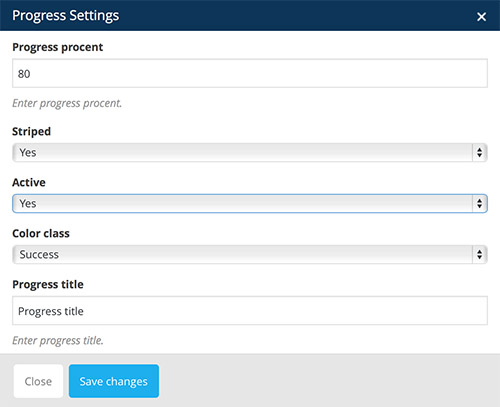 Progress Settings
Progress procent
80
Enter progress procent.
Striped
Yes
Active
Yes
Color class
Success
Progress title
Progress title
Enter progress title.
Close
Save changes